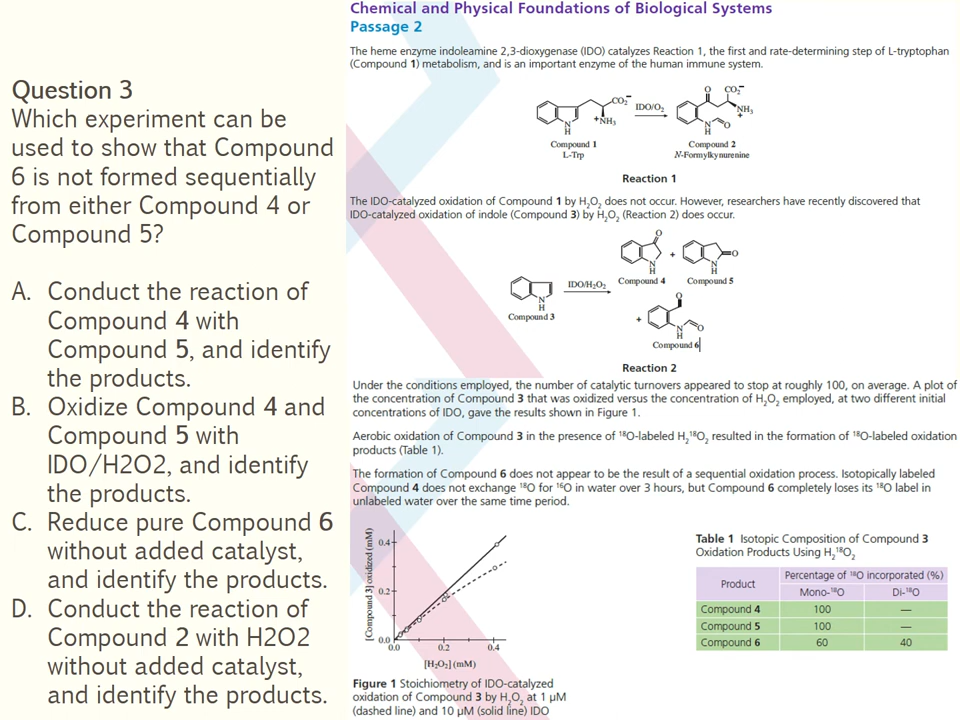 Question 3
Which experiment can be
used to show that Compound
6 is not formed sequentially
from either Compound 4 or
Compound 5?
A. Conduct the reaction of
Compound 4 with
Compound 5, and identify
the products.
B. Oxidize Compound 4 and
Compound 5 with
IDO/H2O2, and identify
the products.
C. Reduce pure Compound 6
without added catalyst,
and identify the products.
D. Conduct the reaction of
Compound 2 with H2O2
without added catalyst,
and identify the products.
Chemical and Physical Foundations of Biological Systems
Passage 2
The heme enzyme indoleamine 2,3-dioxygenase (IDO) catalyzes Reaction 1, the first and rate-determining step of L-tryptophan
(Compound 1) metabolism, and is an important enzyme of the human immune system.
CO₂⁻
+NH₃
N
H
Compound 1
L-Trp
IDO/O₂
O
CO₂⁻
NH₃
+
N
H
O
Compound 2
N-Formylkynurenine
Reaction 1
The IDO-catalyzed oxidation of Compound 1 by H₂O₂ does not occur. However, researchers have recently discovered that
IDO-catalyzed oxidation of indole (Compound 3) by H₂O₂ (Reaction 2) does occur.
N
H
Compound 3
IDO/H₂O₂
O
N
H
Compound 4
+
O
N
H
Compound 5
+
O
N
H
O
Compound 6
Reaction 2
Under the conditions employed, the number of catalytic turnovers appeared to stop at roughly 100, on average. A plot of
the concentration of Compound 3 that was oxidized versus the concentration of H₂O₂ employed, at two different initial
concentrations of IDO, gave the results shown in Figure 1.
Aerobic oxidation of Compound 3 in the presence of ¹⁸O-labeled H₂¹⁸O₂ resulted in the formation of ¹⁸O-labeled oxidation
products (Table 1).
The formation of Compound 6 does not appear to be the result of a sequential oxidation process. Isotopically labeled
Compound 4 does not exchange ¹⁸O for ¹⁶O in water over 3 hours, but Compound 6 completely loses its ¹⁸O label in
unlabeled water over the same time period.
[Compound 3] oxidized (mM)
0.4
0.2
0.0
0.0 0.2 0.4
[H₂O₂] (mM)
Figure 1 Stoichiometry of IDO-catalyzed
oxidation of Compound 3 by H₂O₂ at 1 μM
(dashed line) and 10 μM (solid line) IDO
Table 1 Isotopic Composition of Compound 3
Oxidation Products Using H₂¹⁸O₂
Product Percentage of ¹⁸O incorporated (%)
Mono-¹⁸O Di-¹⁸O
Compound 4 100 —
Compound 5 100 —
Compound 6 60 40